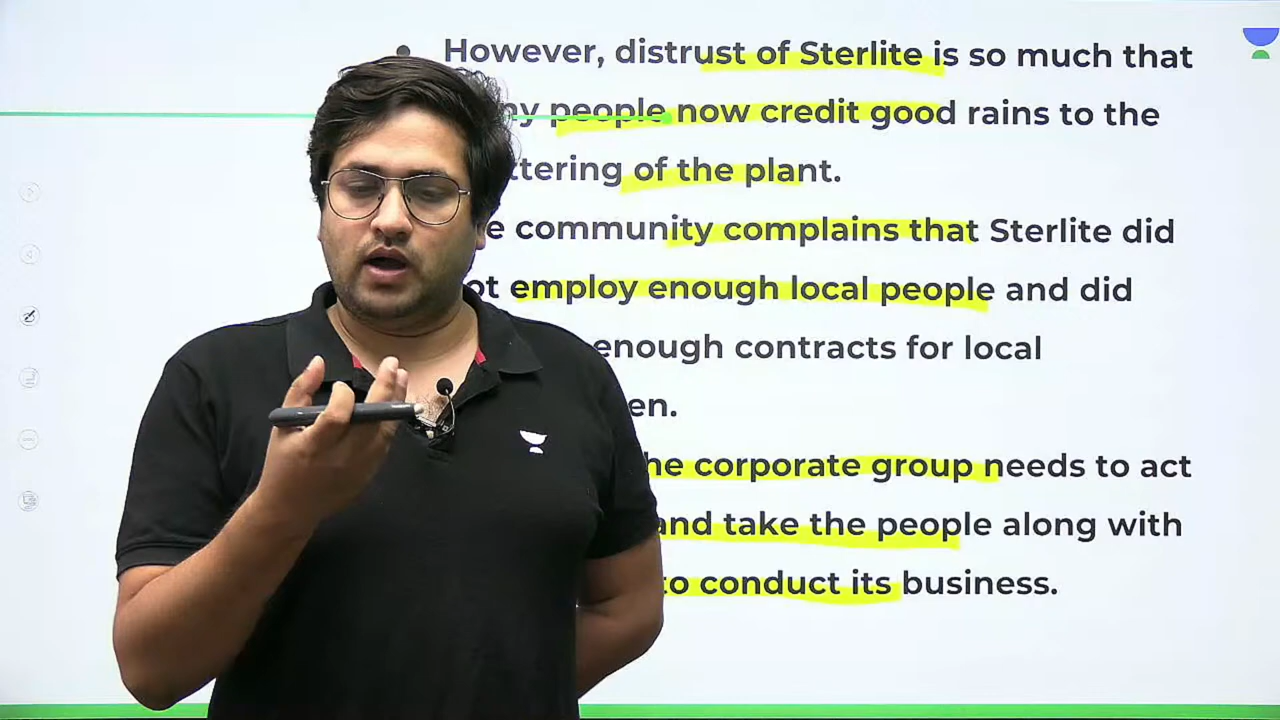 However, distrust of Sterlite is so much that
people now credit good rains to the
of the plant.
community complains that Sterlite did
employ enough local people and did
enough contracts for local
corporate group needs to act
and take the people along with
to conduct its business.